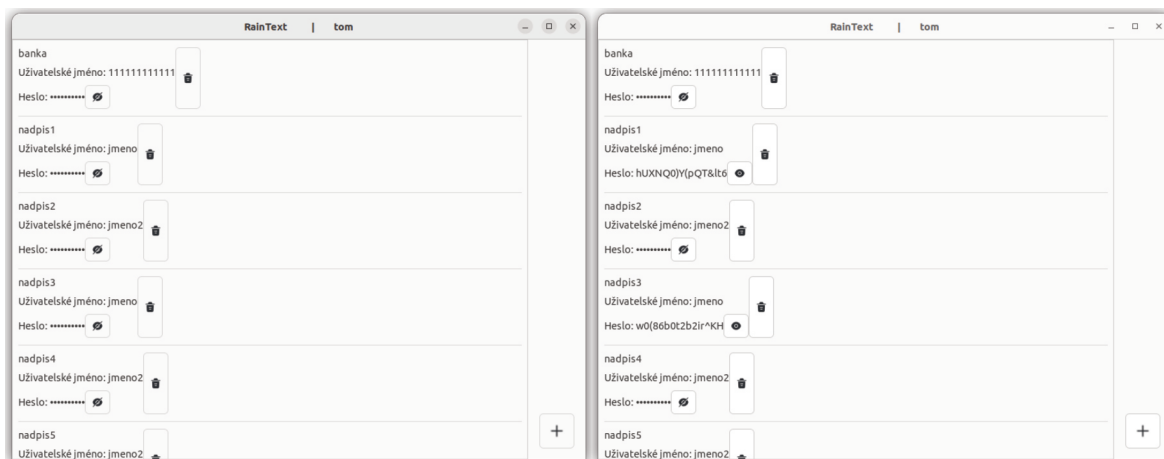 RainText | tom
banka
Uživatelské jméno: 111111111111
Heslo: ••••••••••
nadpis1
Uživatelské jméno: jmeno
Heslo: ••••••••••
nadpis2
Uživatelské jméno: jmeno2
Heslo: ••••••••••
nadpis3
Uživatelské jméno: jmeno
Heslo: ••••••••••
nadpis4
Uživatelské jméno: jmeno2
Heslo: ••••••••••
nadpis5
Uživatelské jméno: jmeno2
RainText | tom
banka
Uživatelské jméno: 111111111111
Heslo: ••••••••••
nadpis1
Uživatelské jméno: jmeno
Heslo: hUXNQ0)Y(pQT&lt6
nadpis2
Uživatelské jméno: jmeno2
Heslo: ••••••••••
nadpis3
Uživatelské jméno: jmeno
Heslo: w0(86b0t2b2ir^KH
nadpis4
Uživatelské jméno: jmeno2
Heslo: ••••••••••
nadpis5
Uživatelské jméno: jmeno2